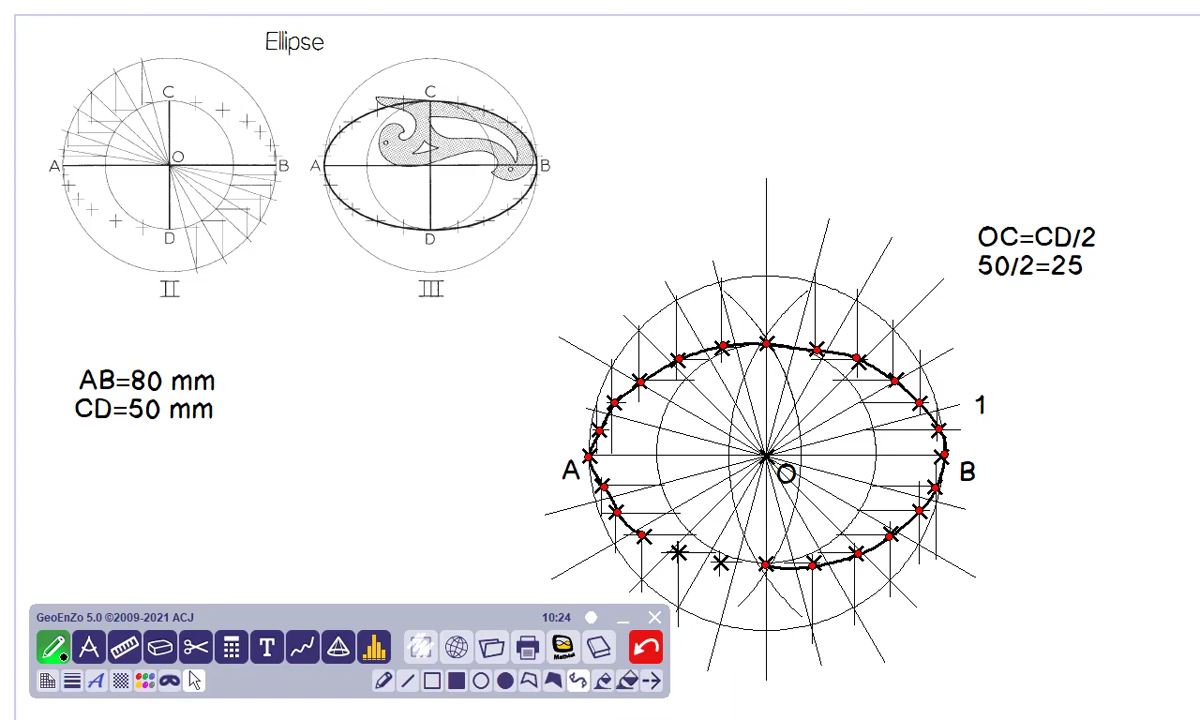 Ellipse
C
C
O
A
B
A
B
D
D
II
III
OC=CD/2
50/2=25
AB=80 mm
CD=50 mm
1
A
O
B
GeoEnZo 5.0 ©2009-2021 ACJ
10:24
T
A